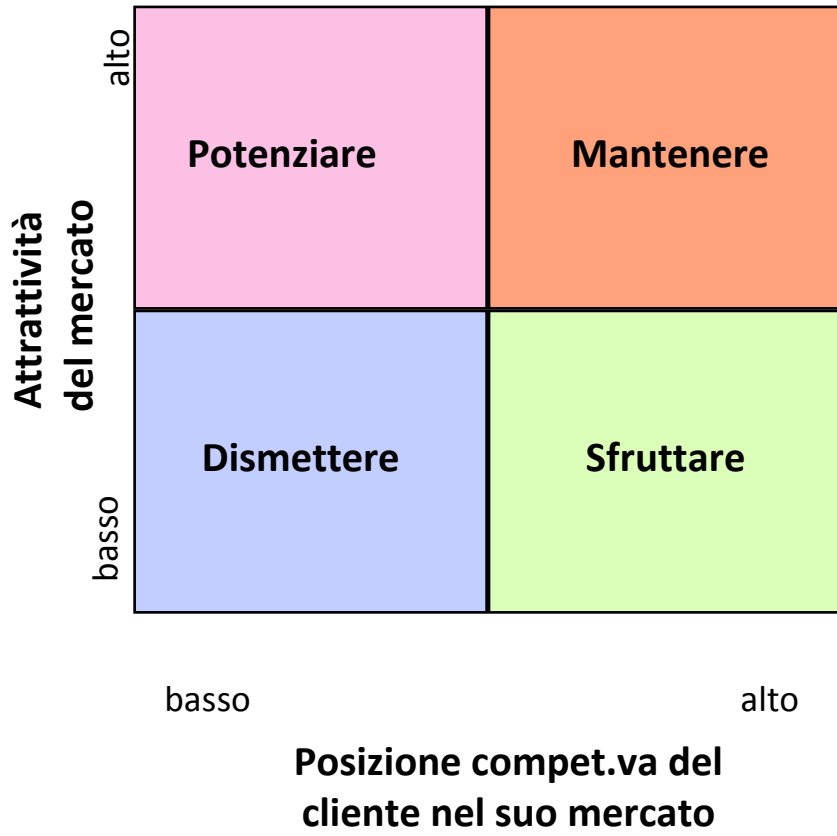 alto
Potenziare
Mantenere
Attrattività
del mercato
Dismettere
Sfruttare
basso
basso
alto
Posizione compet.va del
cliente nel suo mercato